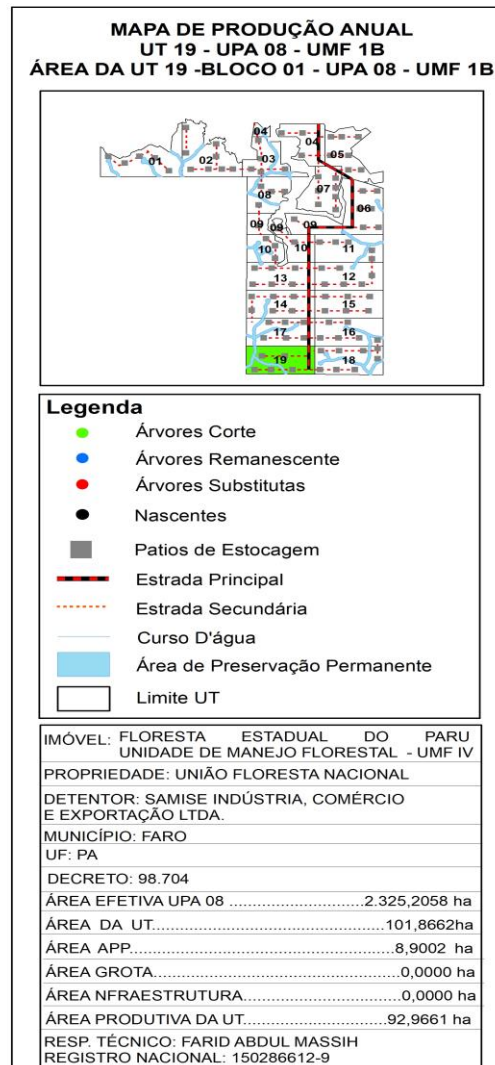 MAPA DE PRODUÇÃO ANUAL
UT 19 - UPA 08 - UMF 1B
ÁREA DA UT 19 -BLOCO 01 - UPA 08 - UMF 1B
04
04
05
01
02
03
07
08
06
09
09
09
10
10
11
13
12
14
15
17
16
19
18
Legenda
Árvores Corte
Árvores Remanescente
Árvores Substitutas
Nascentes
Patios de Estocagem
Estrada Principal
Estrada Secundária
Curso D'água
Área de Preservação Permanente
Limite UT
IMÓVEL: FLORESTA ESTADUAL DO PARU
UNIDADE DE MANEJO FLORESTAL - UMF IV
PROPRIEDADE: UNIÃO FLORESTA NACIONAL
DETENTOR: SAMISE INDÚSTRIA, COMÉRCIO
E EXPORTAÇÃO LTDA.
MUNICÍPIO: FARO
UF: PA
DECRETO: 98.704
ÁREA EFETIVA UPA 08 ..................2.325,2058 ha
ÁREA DA UT................................101,8662ha
ÁREA APP....................................8,9002 ha
ÁREA GROTA................................0,0000 ha
ÁREA NFRAESTRUTURA...................0,0000 ha
ÁREA PRODUTIVA DA UT...................92,9661 ha
RESP. TÉCNICO: FARID ABDUL MASSIH
REGISTRO NACIONAL: 150286612-9